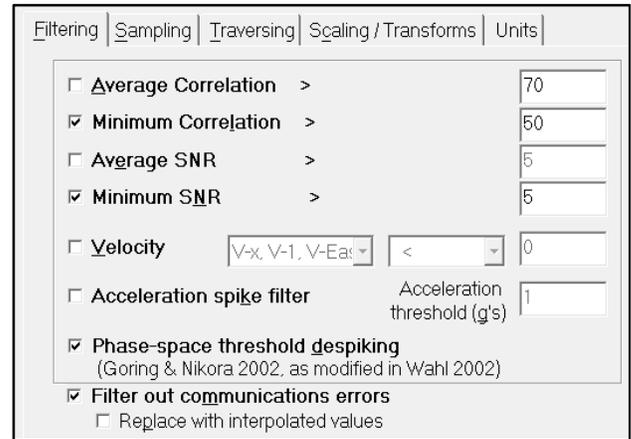 Filtering Sampling Traversing Scaling / Transforms Units
Average Correlation > 70
Minimum Correlation > 50
Average SNR > 5
Minimum SNR > 5
Velocity V-x, V-1, V-Eas < 0
Acceleration spike filter Acceleration threshold (g's) 1
Phase-space threshold despiking
(Goring & Nikora 2002, as modified in Wahl 2002)
Filter out communications errors
Replace with interpolated values